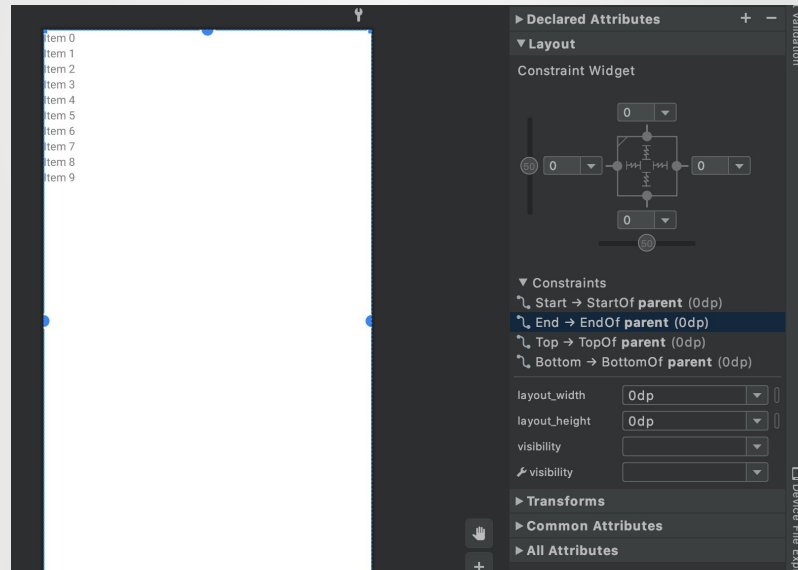 Item 0
Item 1
Item 2
Item 3
Item 4
Item 5
Item 6
Item 7
Item 8
Item 9
▶ Declared Attributes + −
▼ Layout
Constraint Widget
0
50 0 0
0
50
▼ Constraints
Start → StartOf parent (0dp)
End → EndOf parent (0dp)
Top → TopOf parent (0dp)
Bottom → BottomOf parent (0dp)
layout_width 0dp
layout_height 0dp
visibility
visibility
▶ Transforms
▶ Common Attributes
▶ All Attributes
+
Validation
Device File